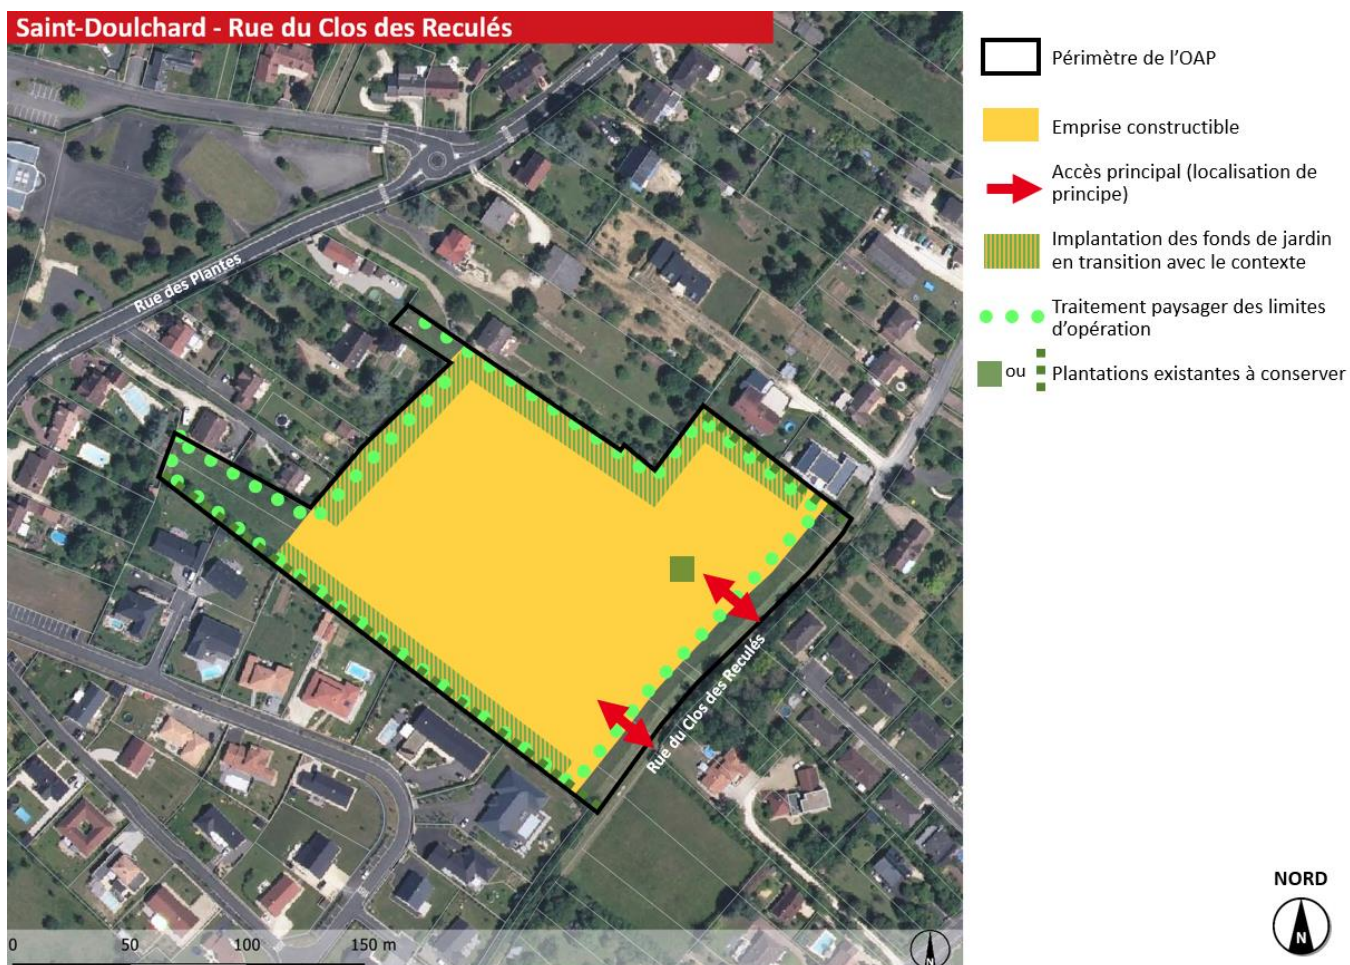 Saint-Doulchard - Rue du Clos des Reculés
Périmètre de l'OAP
Emprise constructible
Accès principal (localisation de
principe)
Implantation des fonds de jardin
en transition avec le contexte
Traitement paysager des limites
d'opération
ou
Plantations existantes à conserver
Rue des Plantes
Rue du Clos des Reculés
NORD
N
0 50 100 150 m
N